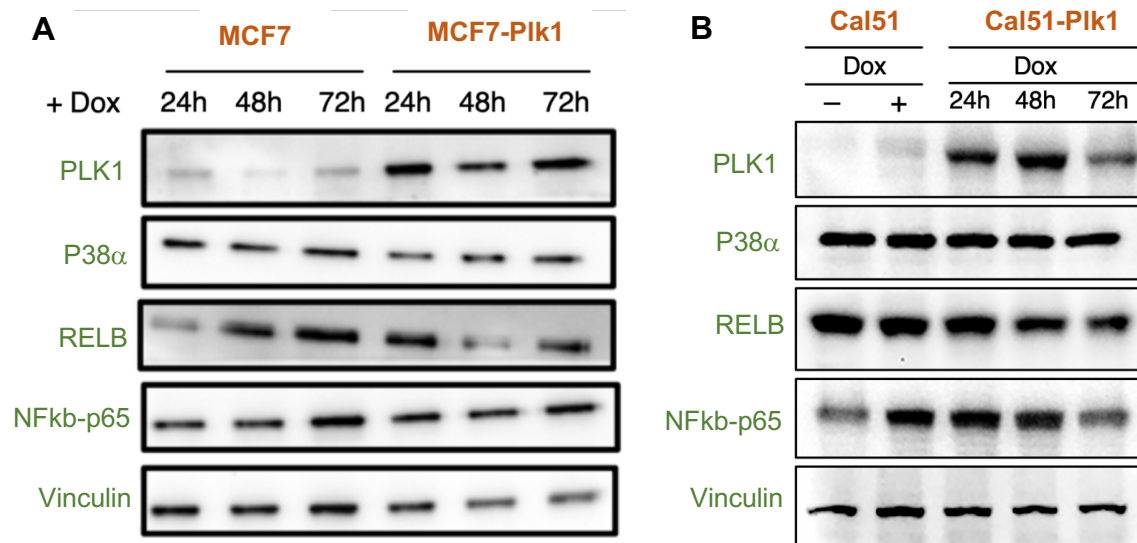 A
MCF7
MCF7-Plk1
+ Dox 24h 48h 72h 24h 48h 72h
PLK1
P38α
RELB
NFkb-p65
Vinculin
B
Cal51
Cal51-Plk1
Dox
Dox
– + 24h 48h 72h
PLK1
P38α
RELB
NFkb-p65
Vinculin